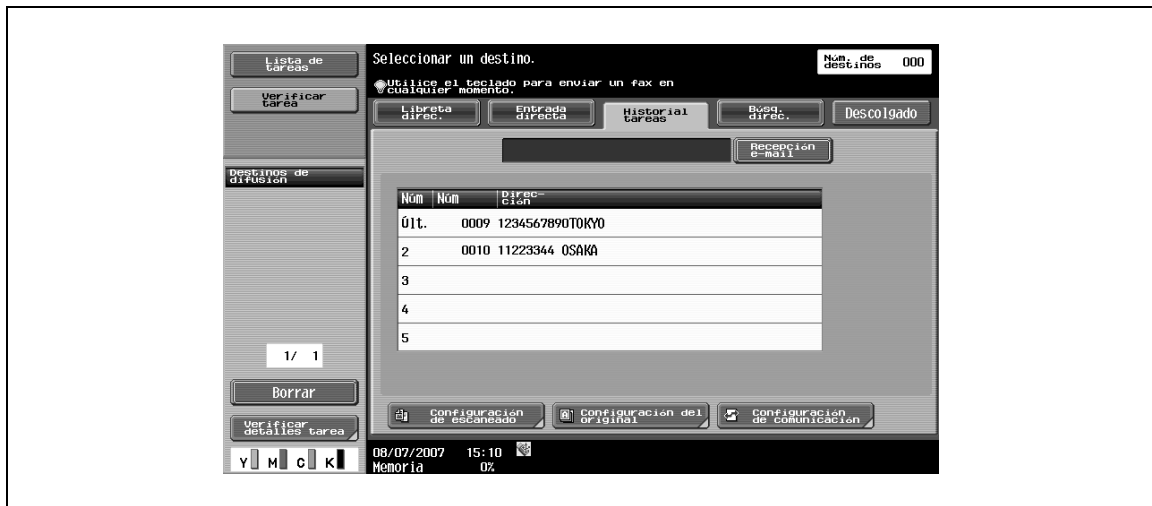 Lista de
tareas
Verificar
tarea
Destinos de
difusión
1/ 1
Borrar
Verificar
detalles tarea
Y M C K
Seleccionar un destino.
Núm. de
destinos 000
Utilice el teclado para enviar un fax en
cualquier momento.
Libreta
direc.
Entrada
directa
Historial
tareas
Búsq.
direc.
Descolgado
Recepción
e-mail
Núm Núm Direc-
ción
Últ. 0009 1234567890TOKYO
2 0010 11223344 OSAKA
3
4
5
Configuración
de escaneado
Configuración del
original
Configuración
de comunicación
08/07/2007 15:10
Memoria 0%